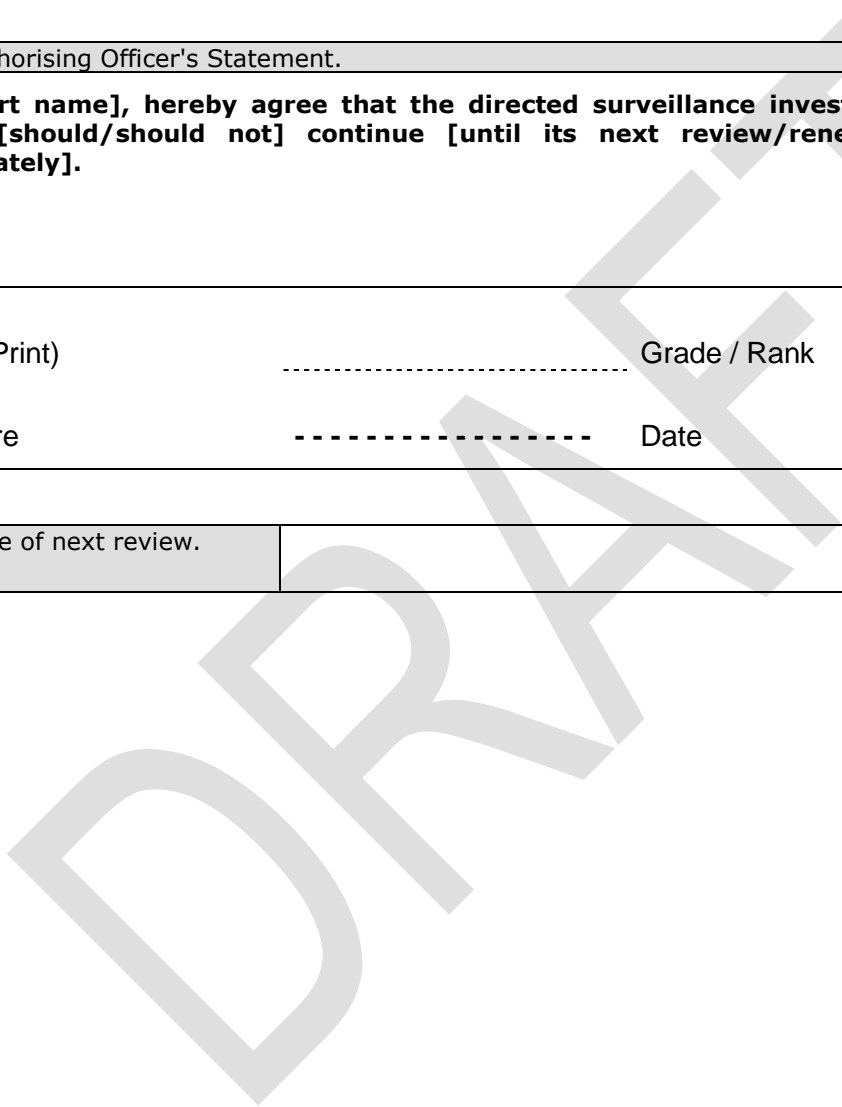 horising Officer's Statement.
rt name], hereby agree that the directed surveillance inves
[should/should not] continue [until its next review/rene
ately].
Print) Grade / Rank
re Date
e of next review.
DRAFT